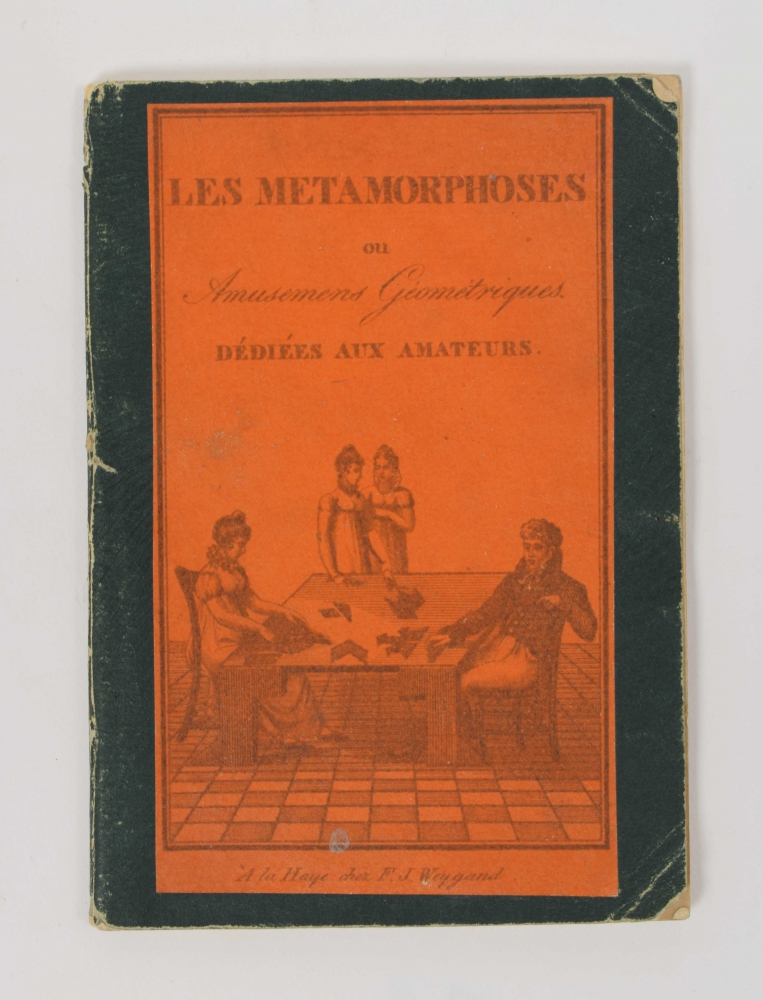 LES METAMORPHOSES
ou
Amusemens Géométriques.
DÉDIÉES AUX AMATEURS.
A la Haye chez F. J. Weygand.